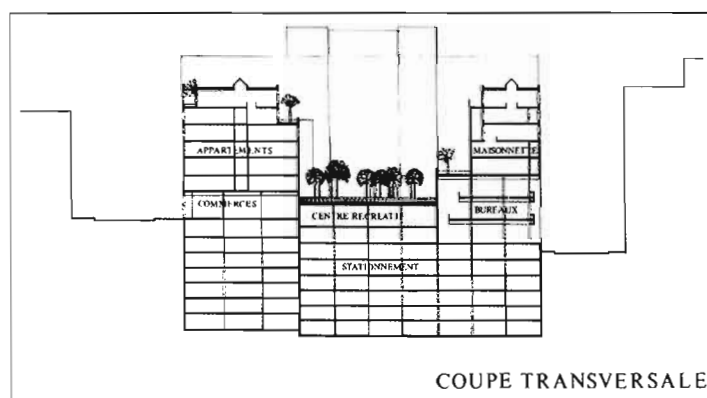 APPARTEMENTS
MAISONNETTE
COMMERCES
CENTRE RECREATIF
BUREAUX
STATIONNEMENT
COUPE TRANSVERSALE